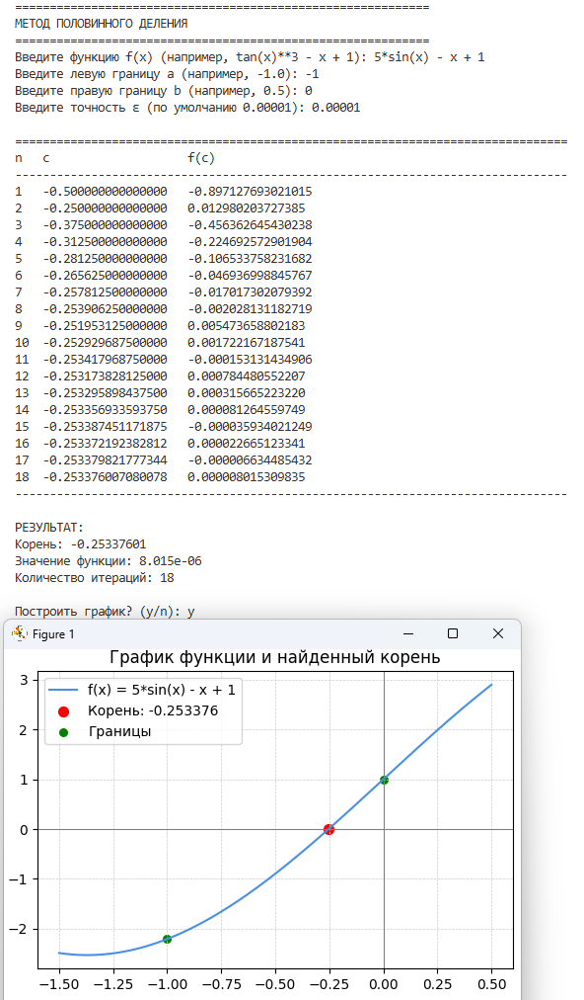 ============================================================
МЕТОД ПОЛОВИННОГО ДЕЛЕНИЯ
============================================================
Введите функцию f(x) (например, tan(x)**3 - x + 1): 5*sin(x) - x + 1
Введите левую границу a (например, -1.0): -1
Введите правую границу b (например, 0.5): 0
Введите точность ε (по умолчанию 0.00001): 0.00001
================================================================================
n c f(c)
--------------------------------------------------------------------------------
1 -0.500000000000000 -0.897127693021015
2 -0.250000000000000 0.012980203727385
3 -0.375000000000000 -0.456362645430238
4 -0.312500000000000 -0.224692572901904
5 -0.281250000000000 -0.106533758231682
6 -0.265625000000000 -0.046936998845767
7 -0.257812500000000 -0.017017302079392
8 -0.253906250000000 -0.002028131182719
9 -0.251953125000000 0.005473658802183
10 -0.252929687500000 0.001722167187541
11 -0.253417968750000 -0.000153131434906
12 -0.253173828125000 0.000784480552207
13 -0.253295898437500 0.000315665223220
14 -0.253356933593750 0.000081264559749
15 -0.253387451171875 -0.000035934021249
16 -0.253372192382812 0.000022665123341
17 -0.253379821777344 -0.000006634485432
18 -0.253376007080078 0.000008015309835
--------------------------------------------------------------------------------
РЕЗУЛЬТАТ:
Корень: -0.25337601
Значение функции: 8.015e-06
Количество итераций: 18
Построить график? (y/n): y
Figure 1
График функции и найденный корень
f(x) = 5*sin(x) - x + 1
Корень: -0.253376
Границы
3
2
1
0
−1
−2
−1.50 −1.25 −1.00 −0.75 −0.50 −0.25 0.00 0.25 0.50